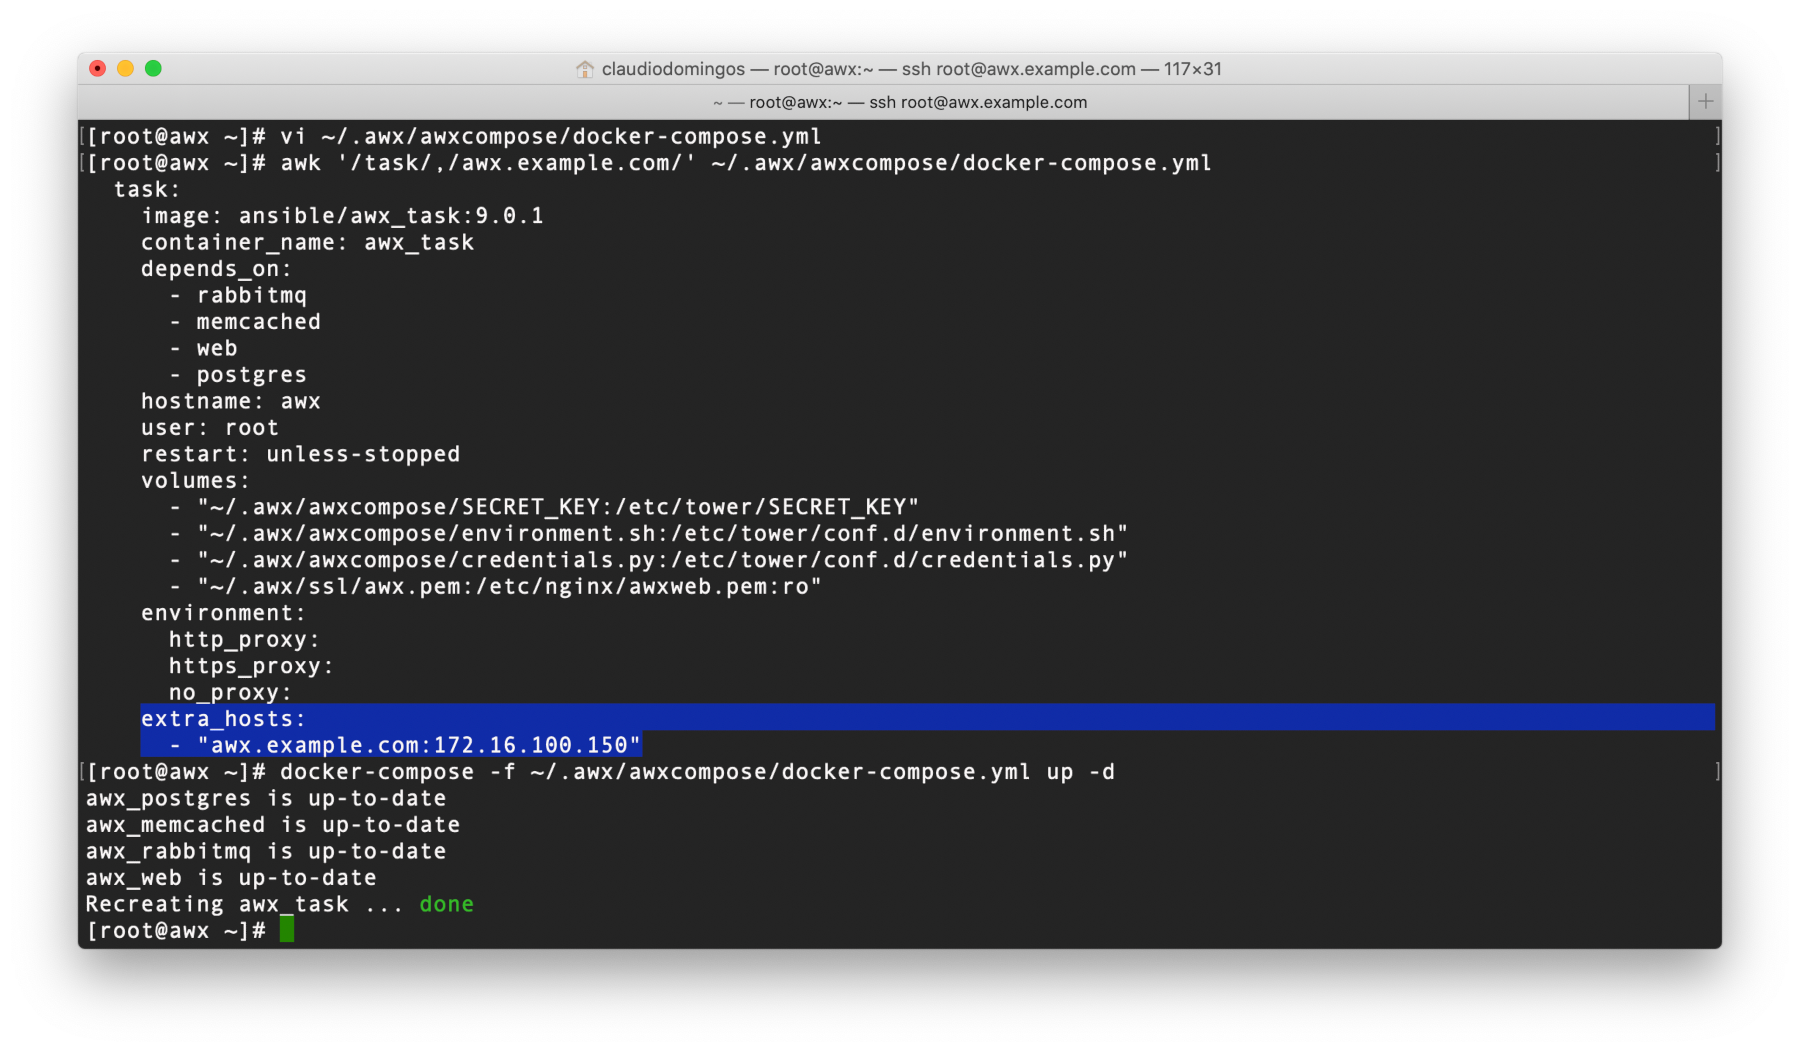 claudiodomingos — root@awx:~ — ssh root@awx.example.com — 117×31
~ — root@awx:~ — ssh root@awx.example.com +
[[root@awx ~]# vi ~/.awx/awxcompose/docker-compose.yml ]
[[root@awx ~]# awk '/task/,/awx.example.com/' ~/.awx/awxcompose/docker-compose.yml ]
  task:
    image: ansible/awx_task:9.0.1
    container_name: awx_task
    depends_on:
      - rabbitmq
      - memcached
      - web
      - postgres
    hostname: awx
    user: root
    restart: unless-stopped
    volumes:
      - "~/.awx/awxcompose/SECRET_KEY:/etc/tower/SECRET_KEY"
      - "~/.awx/awxcompose/environment.sh:/etc/tower/conf.d/environment.sh"
      - "~/.awx/awxcompose/credentials.py:/etc/tower/conf.d/credentials.py"
      - "~/.awx/ssl/awx.pem:/etc/nginx/awxweb.pem:ro"
    environment:
      http_proxy:
      https_proxy:
      no_proxy:
    extra_hosts:
      - "awx.example.com:172.16.100.150"
[[root@awx ~]# docker-compose -f ~/.awx/awxcompose/docker-compose.yml up -d ]
awx_postgres is up-to-date
awx_memcached is up-to-date
awx_rabbitmq is up-to-date
awx_web is up-to-date
Recreating awx_task ... done
[root@awx ~]#